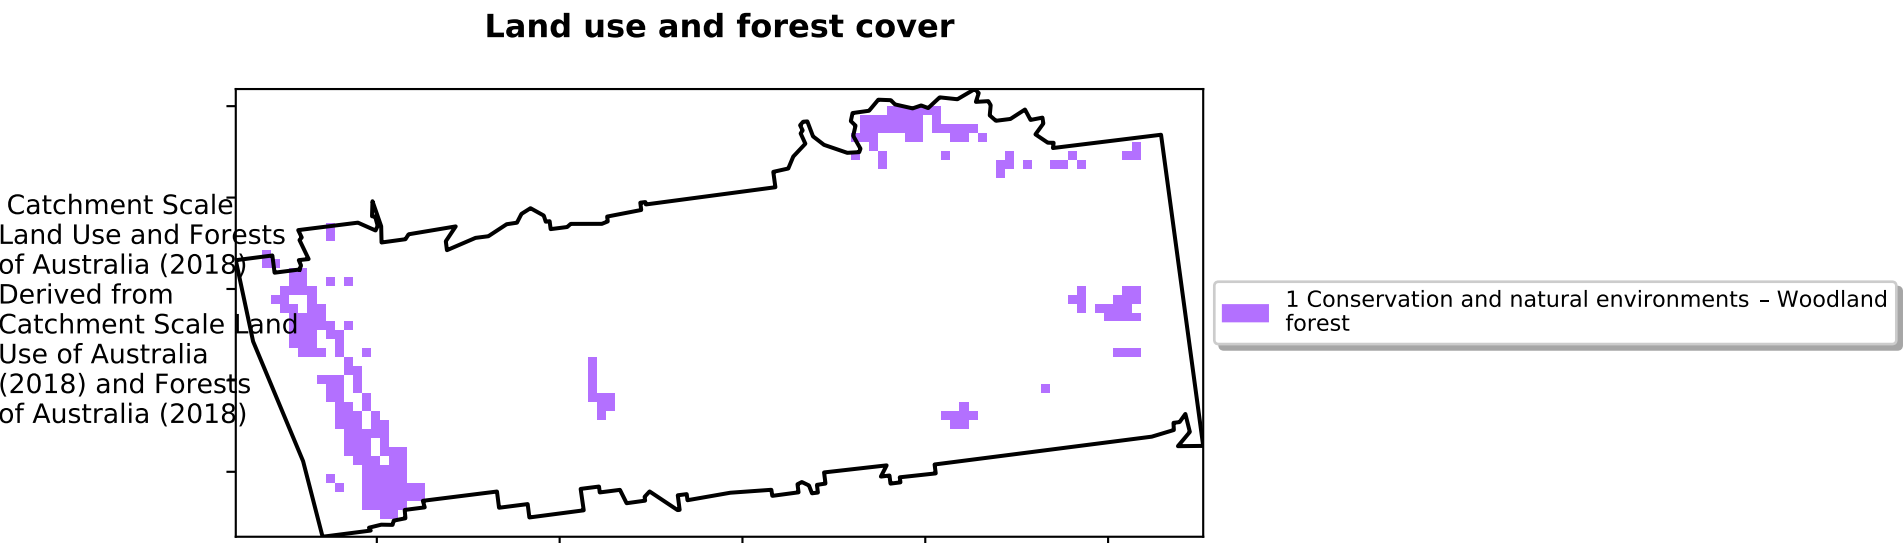 Land use and forest cover
Catchment Scale
Land Use and Forests
of Australia (2018)
Derived from
Catchment Scale Land
Use of Australia
(2018) and Forests
of Australia (2018)
1 Conservation and natural environments – Woodland
forest